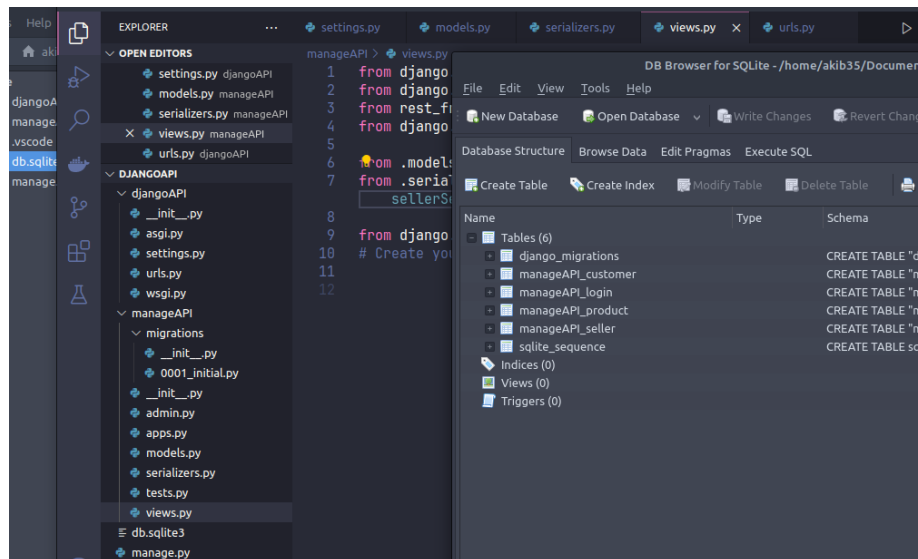 Help
aki
djangoA
manage
.vscode
db.sqlite
manage
EXPLORER ...
OPEN EDITORS
settings.py djangoAPI
models.py manageAPI
serializers.py manageAPI
views.py manageAPI
urls.py djangoAPI
DJANGOAPI
djangoAPI
__init__.py
asgi.py
settings.py
urls.py
wsgi.py
manageAPI
migrations
__init__.py
0001_initial.py
__init__.py
admin.py
apps.py
models.py
serializers.py
tests.py
views.py
db.sqlite3
manage.py
settings.py models.py serializers.py views.py urls.py
manageAPI > views.py
1 from django
2 from django
3 from rest_fr
4 from django
5
6 from .models
7 from .serial
sellerSe
8
9 from django
10 # Create you
11
12
DB Browser for SQLite - /home/akib35/Documen
File Edit View Tools Help
New Database Open Database Write Changes Revert Chang
Database Structure Browse Data Edit Pragmas Execute SQL
Create Table Create Index Modify Table Delete Table
Name Type Schema
Tables (6)
django_migrations CREATE TABLE "d
manageAPI_customer CREATE TABLE "m
manageAPI_login CREATE TABLE "m
manageAPI_product CREATE TABLE "m
manageAPI_seller CREATE TABLE "m
sqlite_sequence CREATE TABLE sq
Indices (0)
Views (0)
Triggers (0)